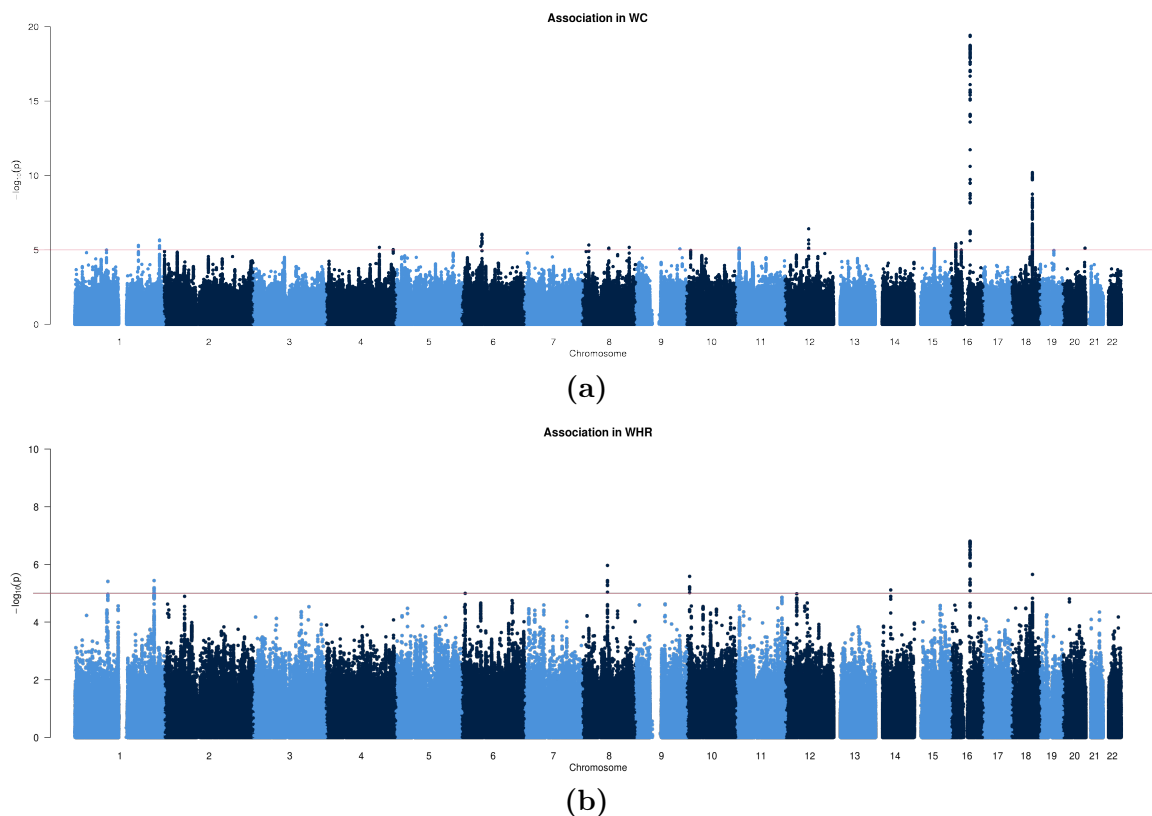 Association in WC
20
15
10
5
0
−log₁₀(p)
1 2 3 4 5 6 7 8 9 10 11 12 13 14 15 16 17 18 19 20 21 22
Chromosome
(a)
Association in WHR
10
8
6
4
2
0
−log₁₀(p)
1 2 3 4 5 6 7 8 9 10 11 12 13 14 15 16 17 18 19 20 21 22
Chromosome
(b)